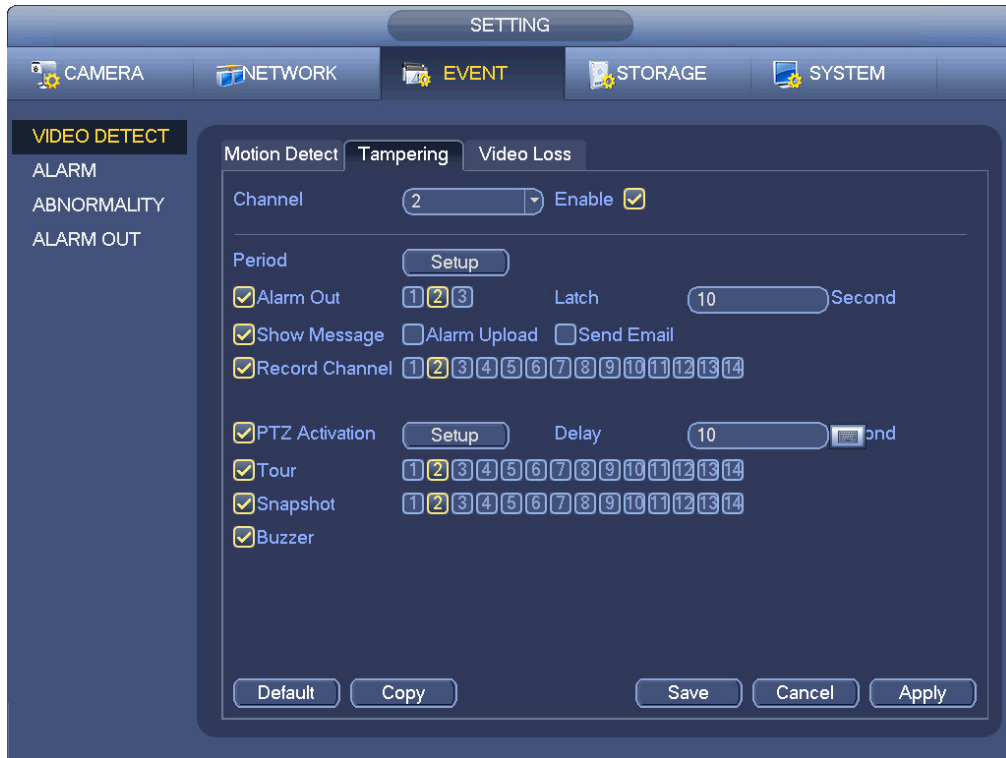 SETTING
CAMERA NETWORK EVENT STORAGE SYSTEM
VIDEO DETECT
ALARM
ABNORMALITY
ALARM OUT
Motion Detect Tampering Video Loss
Channel 2 Enable
Period Setup
Alarm Out 1 2 3 Latch 10 Second
Show Message Alarm Upload Send Email
Record Channel 1 2 3 4 5 6 7 8 9 10 11 12 13 14
PTZ Activation Setup Delay 10 ond
Tour 1 2 3 4 5 6 7 8 9 10 11 12 13 14
Snapshot 1 2 3 4 5 6 7 8 9 10 11 12 13 14
Buzzer
Default Copy Save Cancel Apply